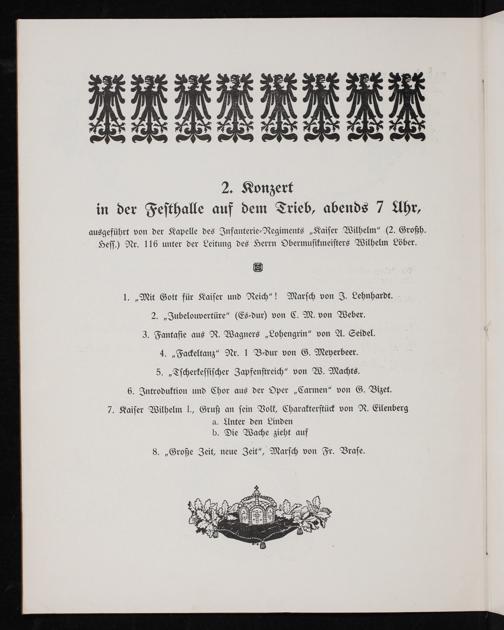 2. Konzert
in der Festhalle auf dem Trieb, abends 7 Uhr,
ausgeführt von der Kapelle des Infanterie-Regiments „Kaiser Wilhelm“ (2. Großh.
Hess.) Nr. 116 unter der Leitung des Herrn Obermusikmeisters Wilhelm Löber.
1. „Mit Gott für Kaiser und Reich“! Marsch von J. Lehnhardt.
2. „Jubelouvertüre“ (Es-dur) von C. M. von Weber.
3. Fantasie aus R. Wagners „Lohengrin“ von A. Seidel.
4. „Fackeltanz“ Nr. 1 B-dur von G. Meyerbeer.
5. „Tscherkessischer Zapfenstreich“ von W. Machts.
6. Introduktion und Chor aus der Oper „Carmen“ von G. Bizet.
7. Kaiser Wilhelm I., Gruß an sein Volk, Charakterstück von R. Eilenberg
a. Unter den Linden
b. Die Wache zieht auf
8. „Große Zeit, neue Zeit“, Marsch von Fr. Brase.